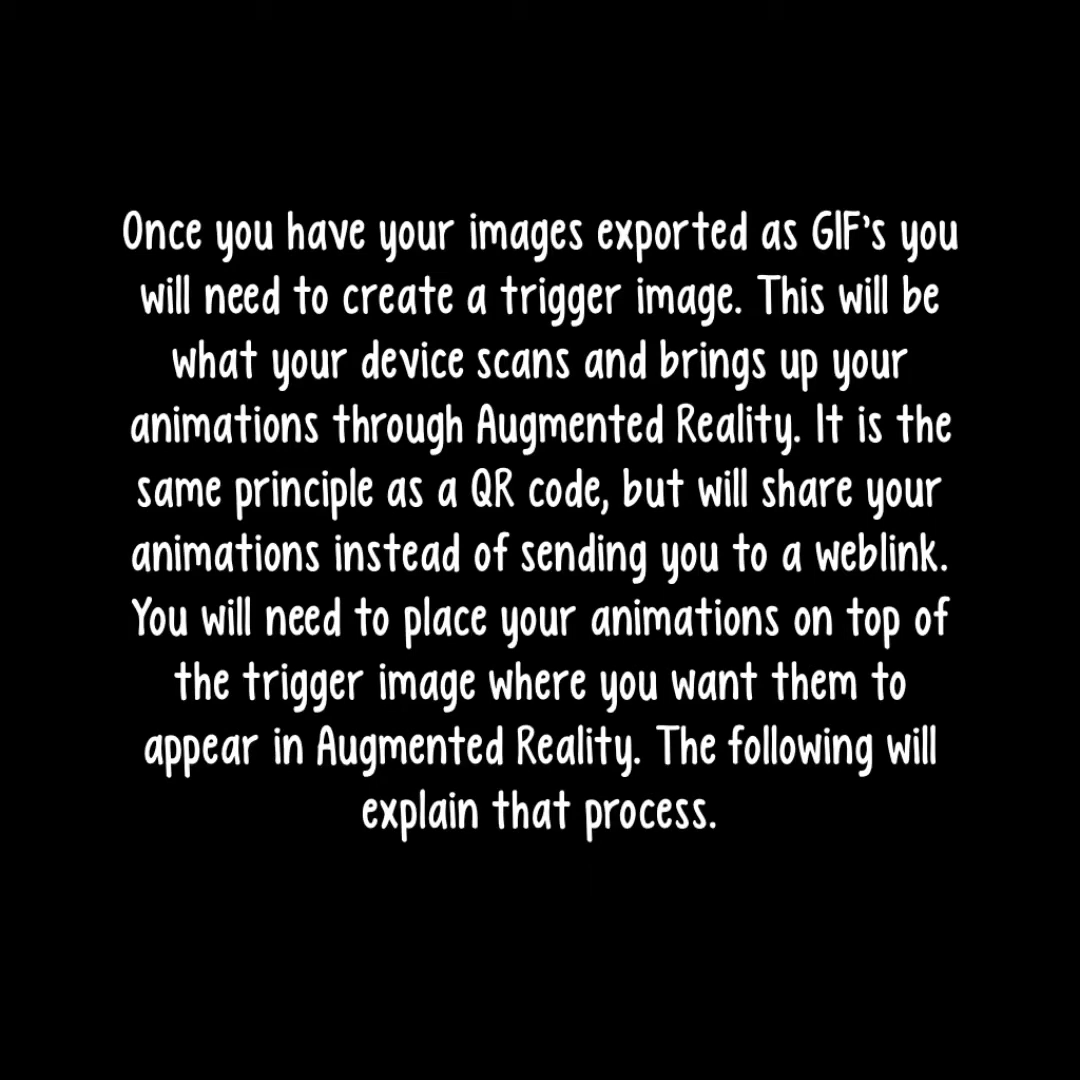 Once you have your images exported as GIF's you
will need to create a trigger image. This will be
what your device scans and brings up your
animations through Augmented Reality. It is the
same principle as a QR code, but will share your
animations instead of sending you to a weblink.
You will need to place your animations on top of
the trigger image where you want them to
appear in Augmented Reality. The following will
explain that process.